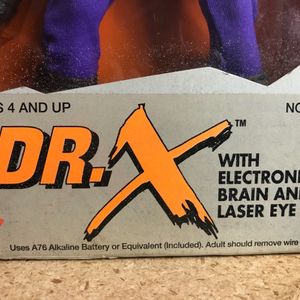 S 4 AND UP
NO
DR. X™
WITH
ELECTRONI
BRAIN AND
LASER EYE
Uses A76 Alkaline Battery or Equivalent (Included). Adult should remove wire